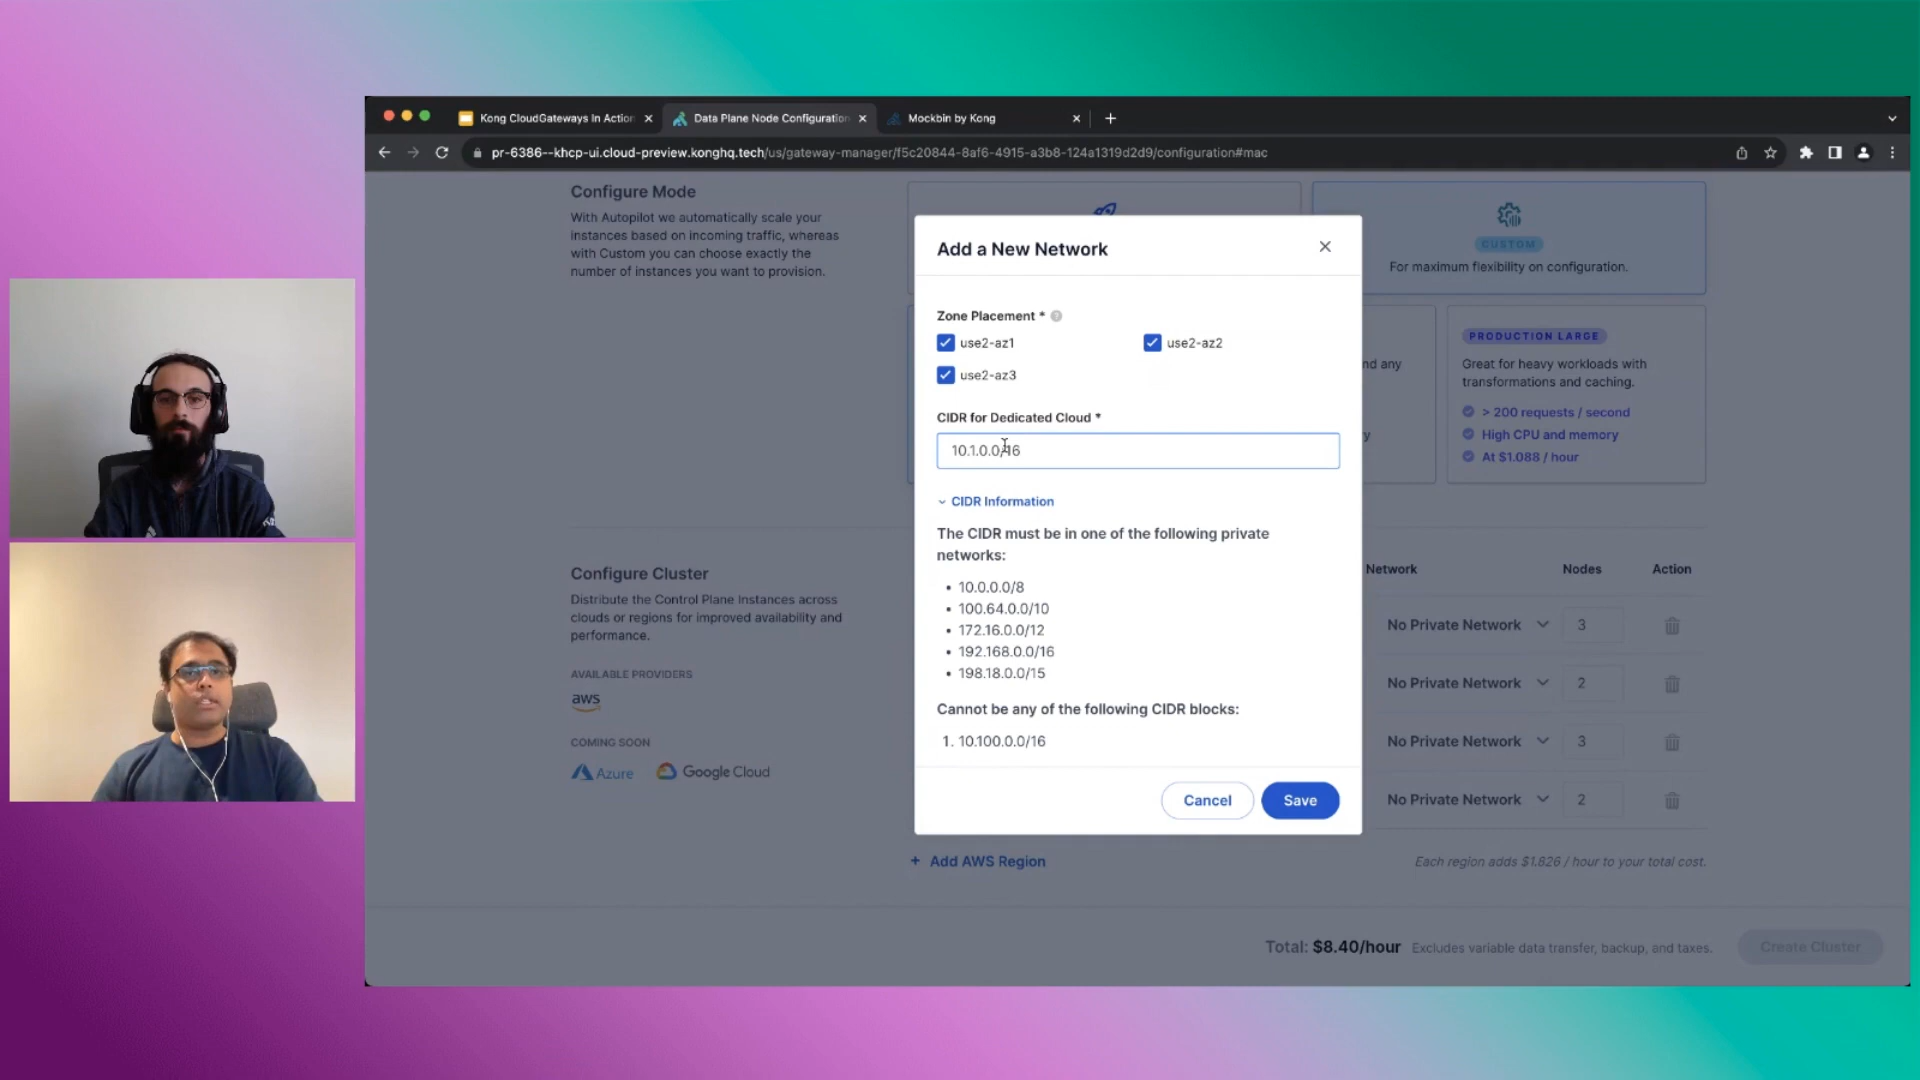 Kong CloudGateways In Action
Data Plane Node Configuration
Mockbin by Kong
pr-6386--khcp-ui.cloud-preview.konghq.tech/us/gateway-manager/f5c20844-8af6-4915-a3b8-124a1319d2d9/configuration#mac
Configure Mode
With Autopilot we automatically scale your
instances based on incoming traffic, whereas
with Custom you can choose exactly the
number of instances you want to provision.
CUSTOM
For maximum flexibility on configuration.
nd any
y
PRODUCTION LARGE
Great for heavy workloads with
transformations and caching.
> 200 requests / second
High CPU and memory
At $1.088 / hour
Add a New Network
Zone Placement *
use2-az1
use2-az2
use2-az3
CIDR for Dedicated Cloud *
10.1.0.0/16
CIDR Information
The CIDR must be in one of the following private
networks:
• 10.0.0.0/8
• 100.64.0.0/10
• 172.16.0.0/12
• 192.168.0.0/16
• 198.18.0.0/15
Cannot be any of the following CIDR blocks:
1. 10.100.0.0/16
Cancel
Save
Configure Cluster
Distribute the Control Plane Instances across
clouds or regions for improved availability and
performance.
AVAILABLE PROVIDERS
aws
COMING SOON
Azure
Google Cloud
Network Nodes Action
No Private Network 3
No Private Network 2
No Private Network 3
No Private Network 2
+ Add AWS Region
Each region adds $1.826 / hour to your total cost.
Total: $8.40/hour Excludes variable data transfer, backup, and taxes.
Create Cluster